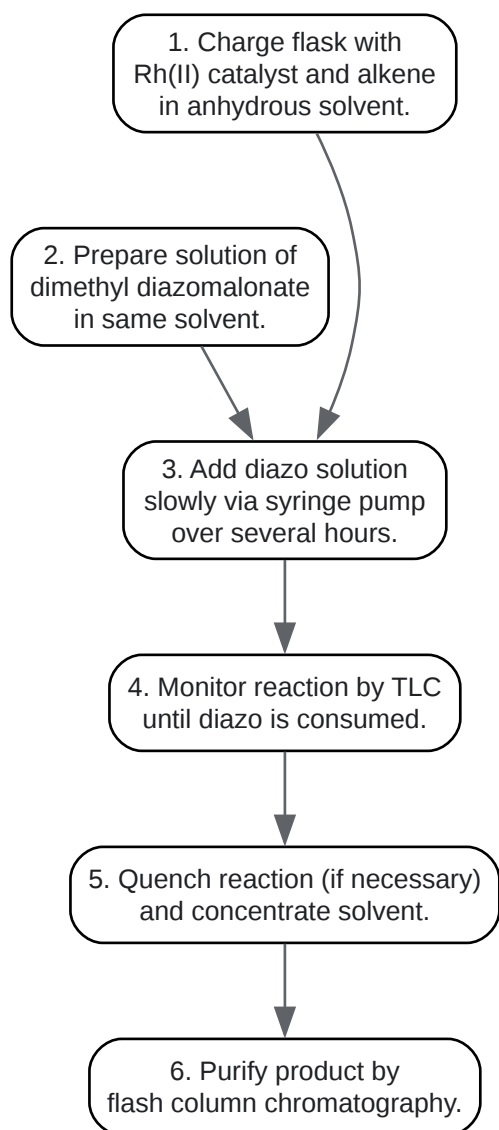 1. Charge flask with
Rh(II) catalyst and alkene
in anhydrous solvent.
2. Prepare solution of
dimethyl diazomalonate
in same solvent.
3. Add diazo solution
slowly via syringe pump
over several hours.
4. Monitor reaction by TLC
until diazo is consumed.
5. Quench reaction (if necessary)
and concentrate solvent.
6. Purify product by
flash column chromatography.